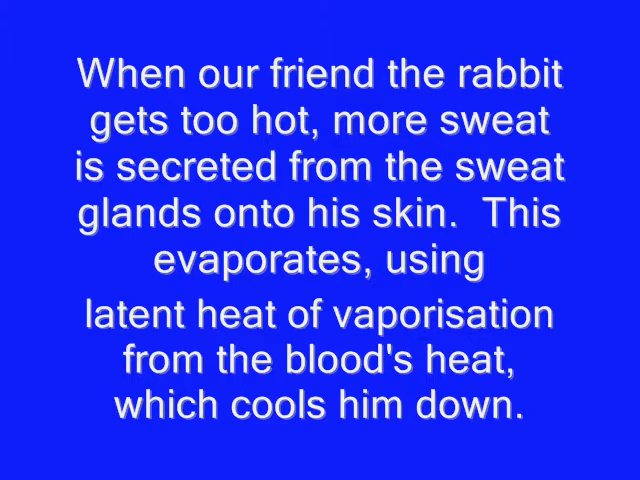 When our friend the rabbit
gets too hot, more sweat
is secreted from the sweat
glands onto his skin.  This
evaporates, using
latent heat of vaporisation
from the blood's heat,
which cools him down.